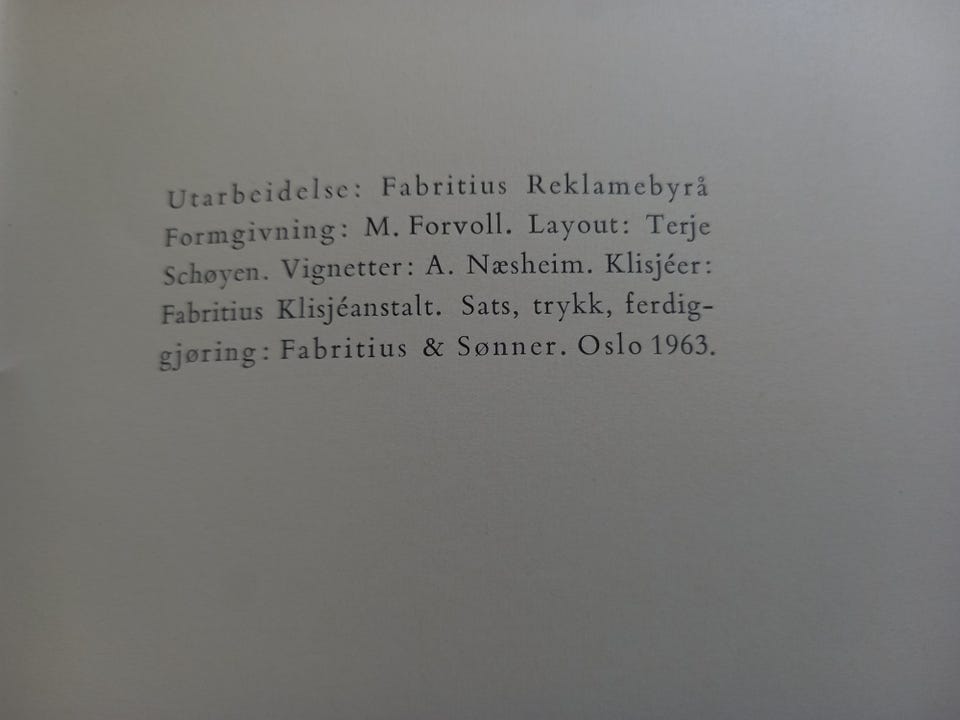 Utarbeidelse: Fabritius Reklamebyrå
Formgivning: M. Forvoll. Layout: Terje
Schøyen. Vignetter: A. Næsheim. Klisjéer:
Fabritius Klisjéanstalt. Sats, trykk, ferdig-
gjøring: Fabritius & Sønner. Oslo 1963.